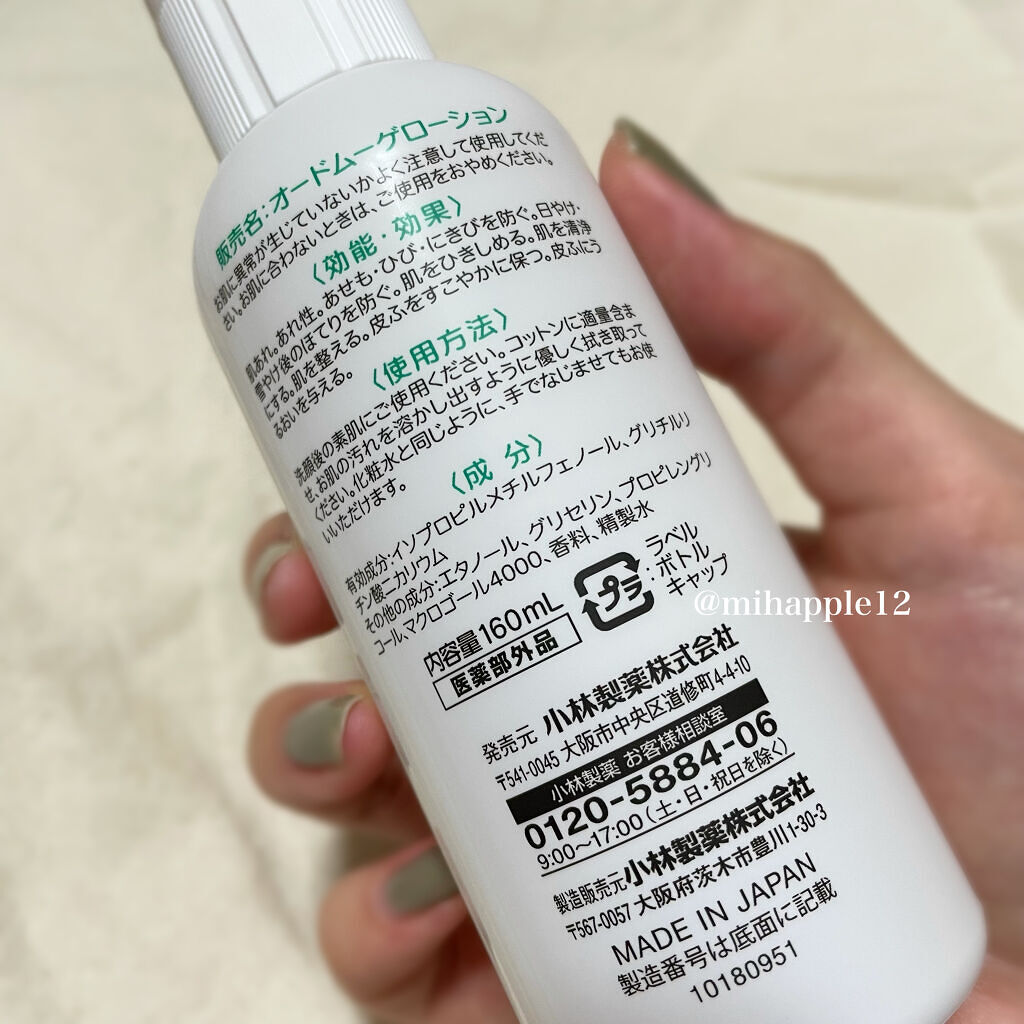 販売名:オードムーゲローション
お肌に異常が生じていないかよく注意して使用してくだ
さい。お肌に合わないときは、ご使用をおやめください。
〈効能・効果〉
肌あれ。あれ性。あせも・ひび・にきびを防ぐ。日やけ・
雪やけ後のほてりを防ぐ。肌をひきしめる。肌を清浄
にする。肌を整える。皮ふをすこやかに保つ。皮ふにう
るおいを与える。
〈使用方法〉
洗顔後の素肌にご使用ください。コットンに適量含ま
せ、お肌の汚れを溶かし出すように優しく拭き取って
ください。化粧水と同じように、手でなじませてもお使
いいただけます。
〈成分〉
有効成分・イソプロピルメチルフェノール、グリチルリ
チン酸二カリウム
その他の成分:エタノール、グリセリン、プロピレングリ
コール、マクロゴール4000、香料、精製水
プラ:ラベル
ボトル
キャップ
内容量160mL
医薬部外品
発売元 小林製薬株式会社
〒541-0045 大阪市中央区道修町4-4-10
小林製薬 お客様相談室
0120-5884-06
9:00〜17:00(土・日・祝日を除く)
製造販売元小林製薬株式会社
〒567-0057 大阪府茨木市豊川1-30-3
MADE IN JAPAN
製造番号は底面に記載
10180951
@mihapple12